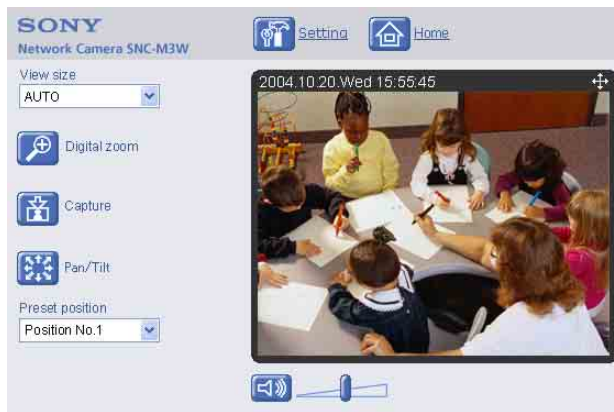 SONY
Network Camera SNC-M3W
Setting
Home
View size
AUTO
Digital zoom
Capture
Pan/Tilt
Preset position
Position No.1
2004.10.20.Wed 15:55:45